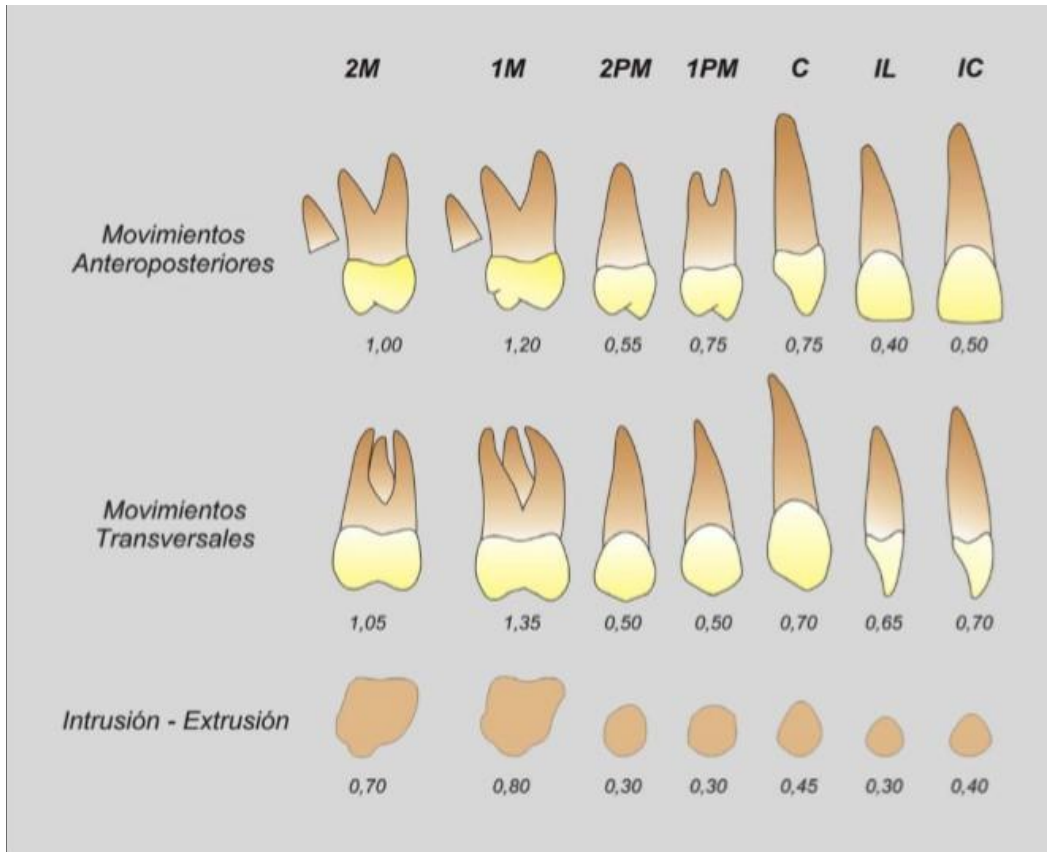 2M 1M 2PM 1PM C IL IC
Movimientos
Anteroposteriores
1,00 1,20 0,55 0,75 0,75 0,40 0,50
Movimientos
Transversales
1,05 1,35 0,50 0,50 0,70 0,65 0,70
Intrusión - Extrusión
0,70 0,80 0,30 0,30 0,45 0,30 0,40